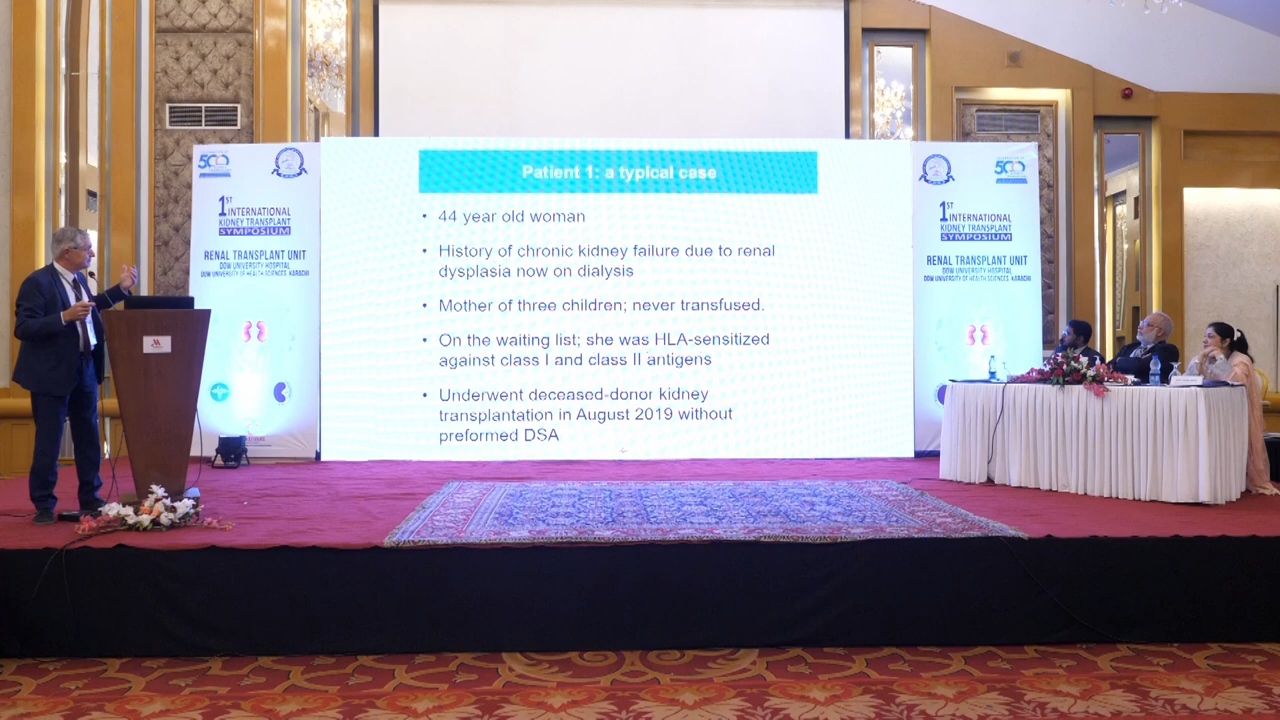 500
1ST
INTERNATIONAL
KIDNEY TRANSPLANT
SYMPOSIUM
RENAL TRANSPLANT UNIT
DOW UNIVERSITY HOSPITAL,
DOW UNIVERSITY OF HEALTH SCIENCES, KARACHI
Patient 1: a typical case
• 44 year old woman
• History of chronic kidney failure due to renal
dysplasia now on dialysis
• Mother of three children; never transfused.
• On the waiting list; she was HLA-sensitized
against class I and class II antigens
• Underwent deceased-donor kidney
transplantation in August 2019 without
preformed DSA
500
1ST
INTERNATIONAL
KIDNEY TRANSPLANT
SYMPOSIUM
RENAL TRANSPLANT UNIT
DOW UNIVERSITY HOSPITAL,
DOW UNIVERSITY OF HEALTH SCIENCES, KARACHI